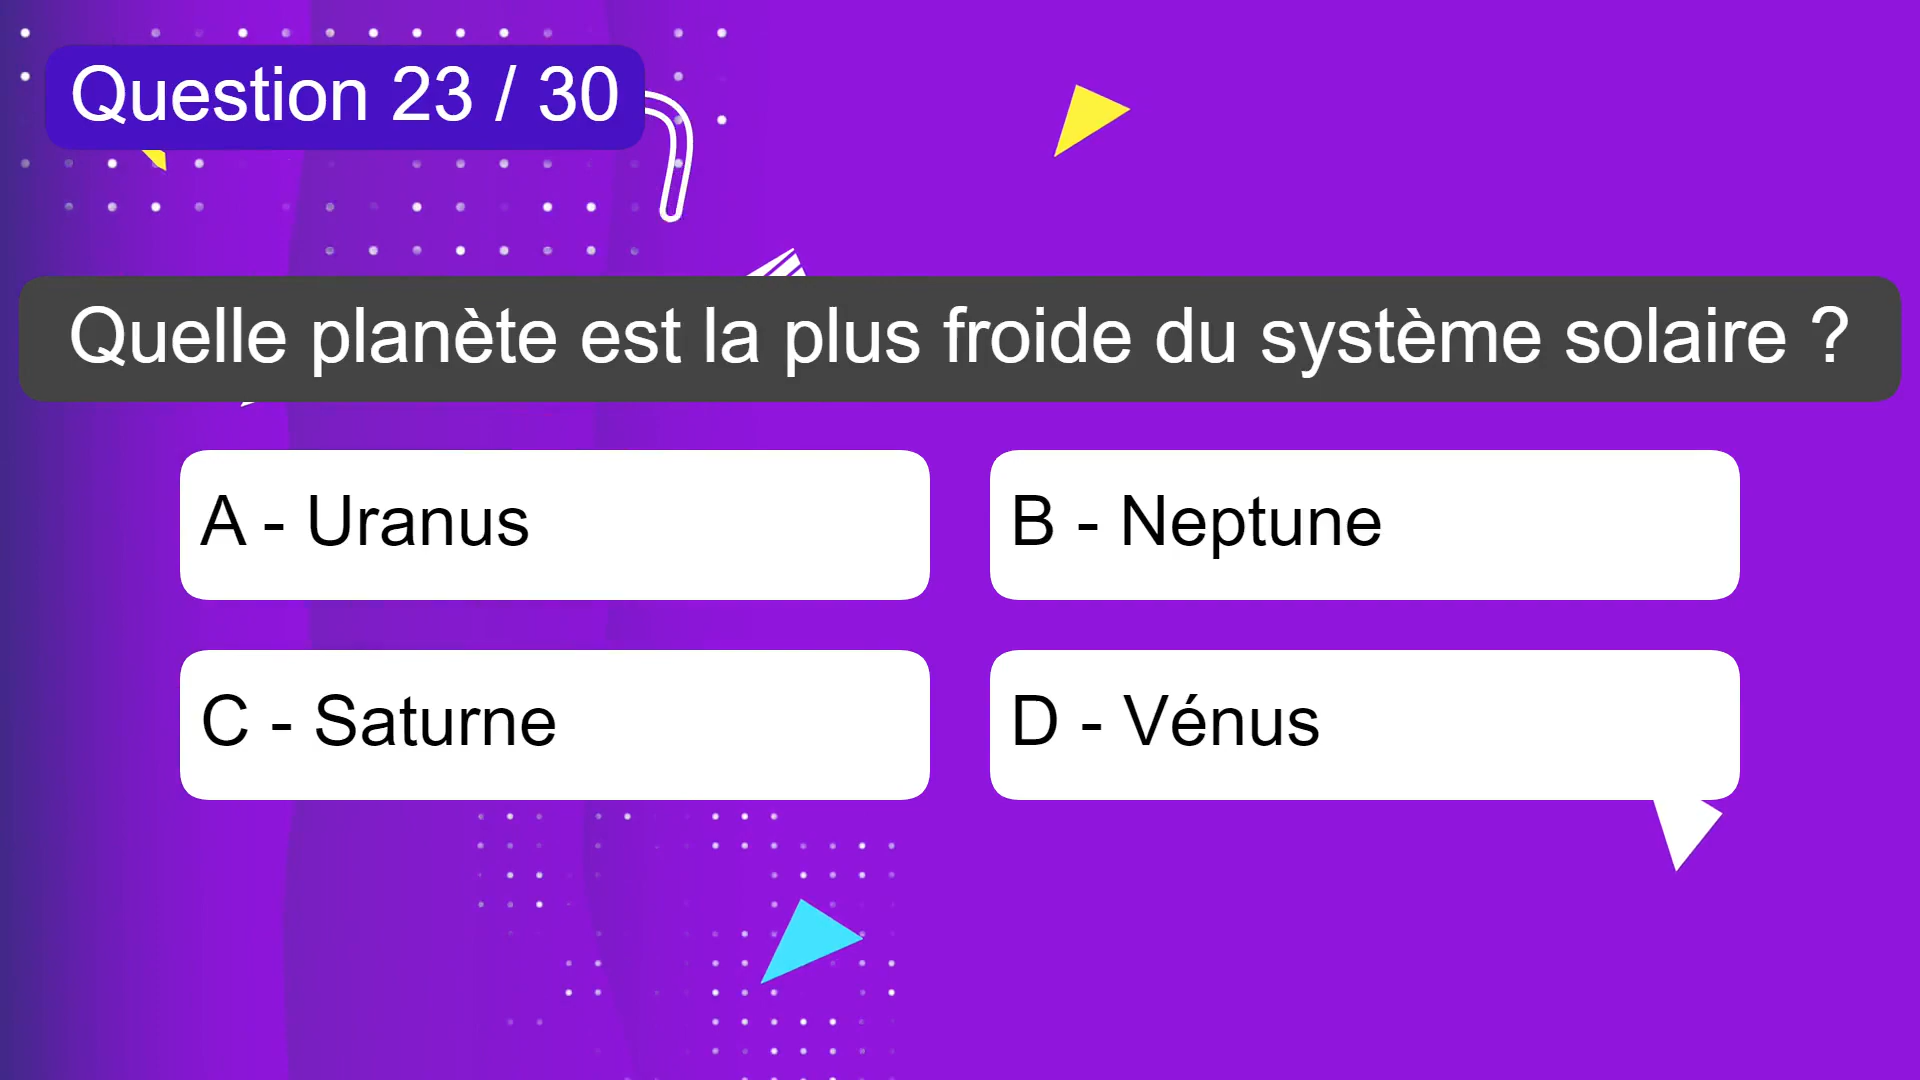 Question 23 / 30
Quelle planète est la plus froide du système solaire ?
A - Uranus
B - Neptune
C - Saturne
D - Vénus